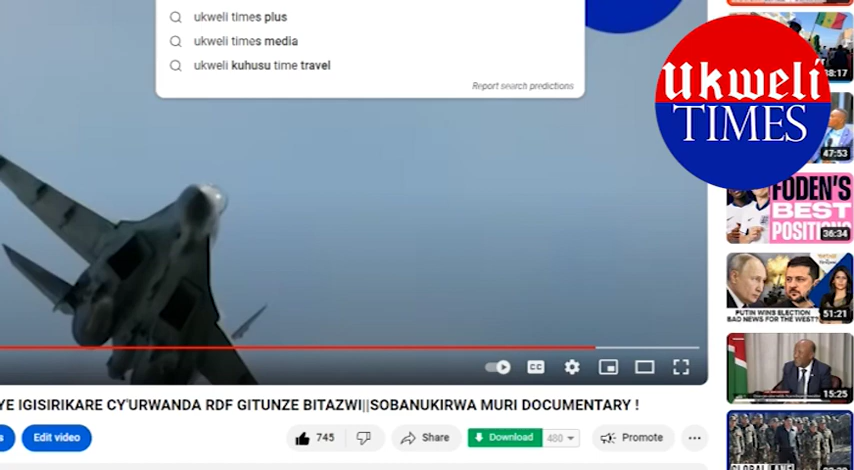 ukweli times plus
ukweli times media
ukweli kuhusu time travel
Report search predictions
Ukweli
TIMES
38:17
47:53
FODEN'S
BEST
POSITION
36:34
PUTIN WINS ELECTION
BAD NEWS FOR THE WEST?
51:21
15:25
CC
YE IGISIRIKARE CY'URWANDA RDF GITUNZE BITAZWI||SOBANUKIRWA MURI DOCUMENTARY !
s
Edit video
745
Share
Download
480
Promote